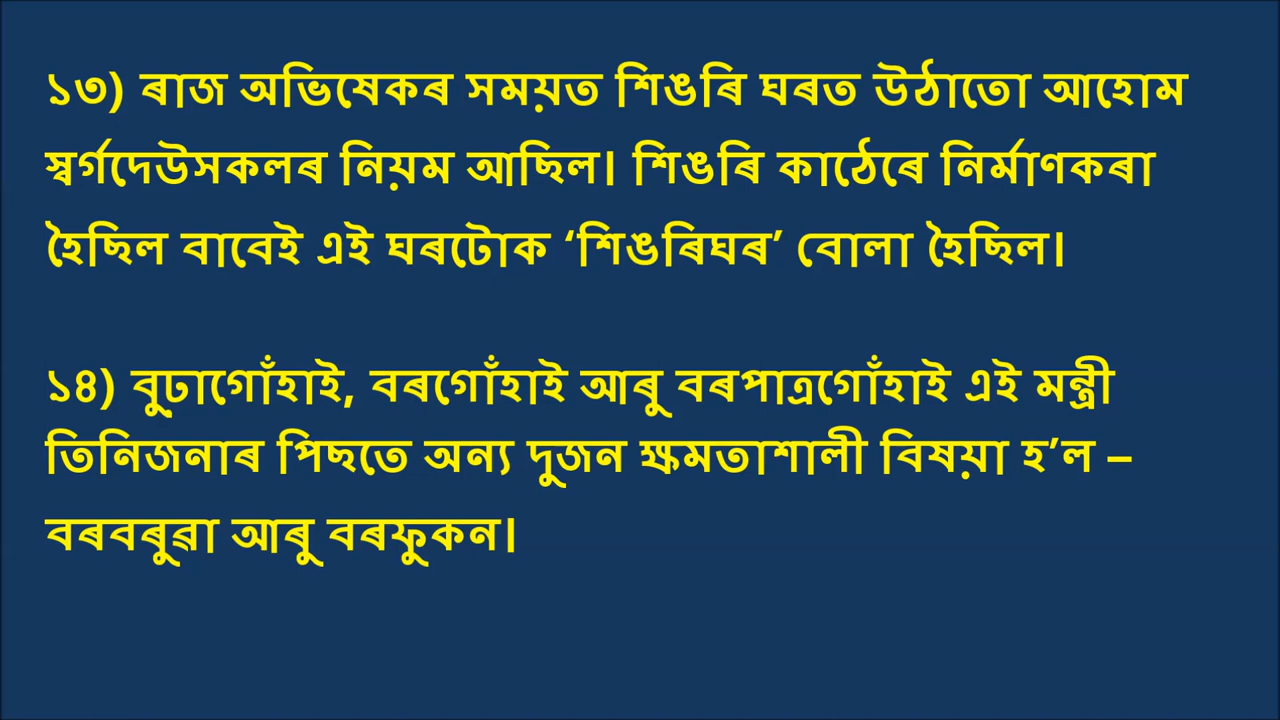 ১৩) ৰাজ অভিষেকৰ সময়ত শিঙৰি ঘৰত উঠাতো আহোম
স্বৰ্গদেউসকলৰ নিয়ম আছিল। শিঙৰি কাঠেৰে নিৰ্মাণকৰা
হৈছিল বাবেই এই ঘৰটোক ‘শিঙৰিঘৰ’ বোলা হৈছিল।
১৪) বুঢ়াগোঁহাই, বৰগোঁহাই আৰু বৰপাত্ৰগোঁহাই এই মন্ত্ৰী
তিনিজনাৰ পিছতে অন্য দুজন ক্ষমতাশালী বিষয়া হ’ল –
বৰবৰুৱা আৰু বৰফুকন।